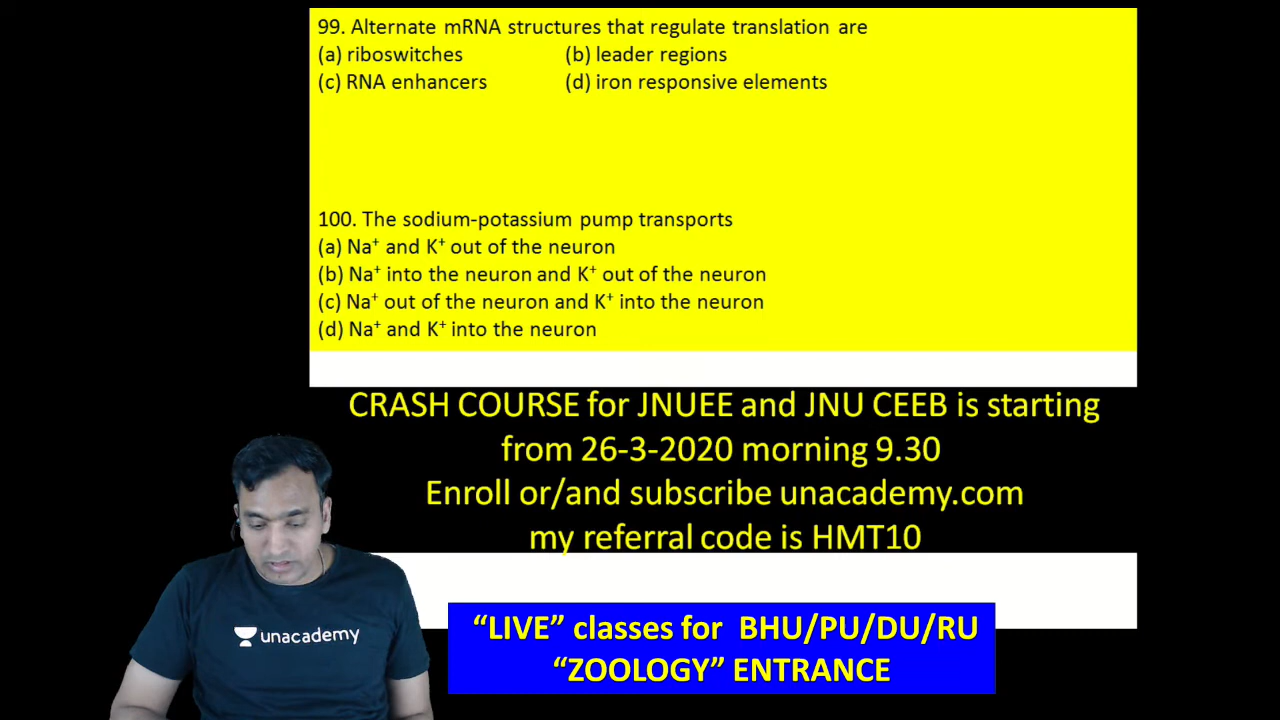 99. Alternate mRNA structures that regulate translation are
(a) riboswitches (b) leader regions
(c) RNA enhancers (d) iron responsive elements
100. The sodium-potassium pump transports
(a) Na⁺ and K⁺ out of the neuron
(b) Na⁺ into the neuron and K⁺ out of the neuron
(c) Na⁺ out of the neuron and K⁺ into the neuron
(d) Na⁺ and K⁺ into the neuron
CRASH COURSE for JNUEE and JNU CEEB is starting
from 26-3-2020 morning 9.30
Enroll or/and subscribe unacademy.com
my referral code is HMT10
unacademy
“LIVE” classes for BHU/PU/DU/RU
“ZOOLOGY” ENTRANCE